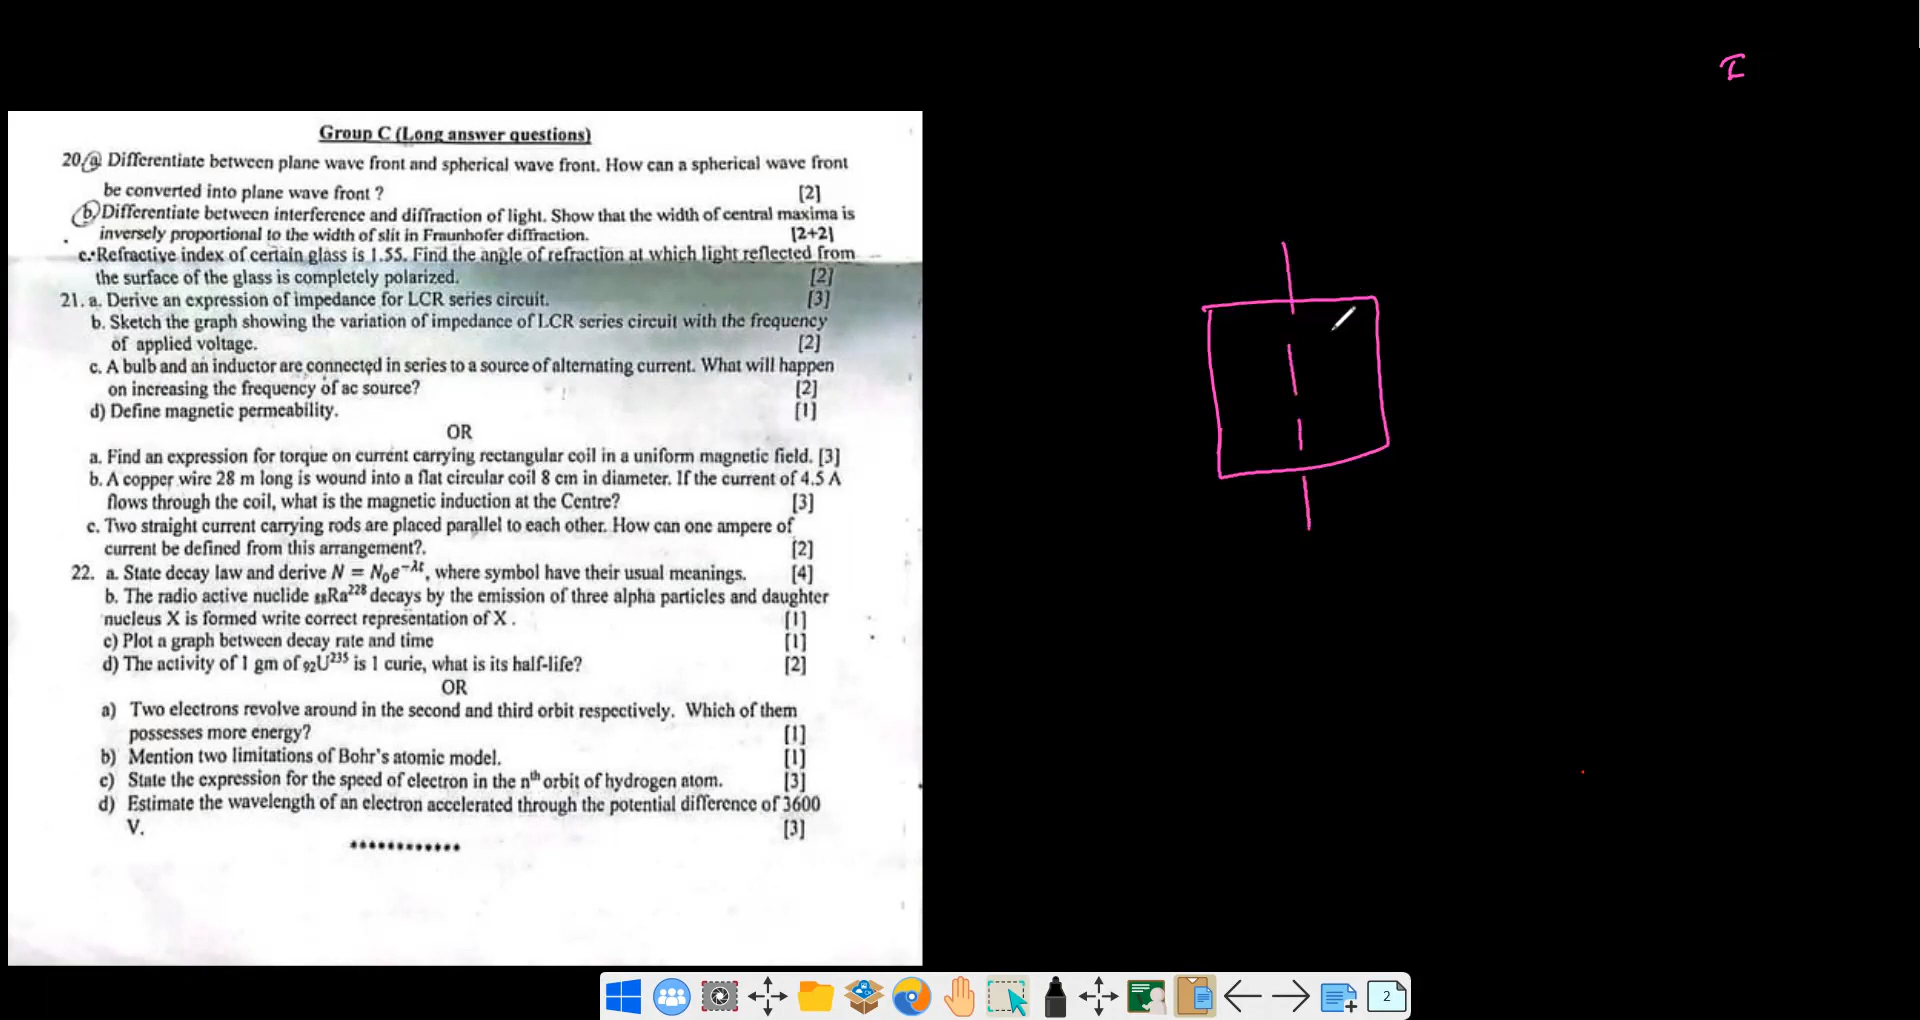 Group C (Long answer questions)
20. a. Differentiate between plane wave front and spherical wave front. How can a spherical wave front
be converted into plane wave front ? [2]
b. Differentiate between interference and diffraction of light. Show that the width of central maxima is
inversely proportional to the width of slit in Fraunhofer diffraction. [2+2]
c. Refractive index of certain glass is 1.55. Find the angle of refraction at which light reflected from
the surface of the glass is completely polarized. [2]
21. a. Derive an expression of impedance for LCR series circuit. [3]
b. Sketch the graph showing the variation of impedance of LCR series circuit with the frequency
of applied voltage. [2]
c. A bulb and an inductor are connected in series to a source of alternating current. What will happen
on increasing the frequency of ac source? [2]
d) Define magnetic permeability. [1]
OR
a. Find an expression for torque on current carrying rectangular coil in a uniform magnetic field. [3]
b. A copper wire 28 m long is wound into a flat circular coil 8 cm in diameter. If the current of 4.5 A
flows through the coil, what is the magnetic induction at the Centre? [3]
c. Two straight current carrying rods are placed parallel to each other. How can one ampere of
current be defined from this arrangement?. [2]
22. a. State decay law and derive N = N₀e^−λt, where symbol have their usual meanings. [4]
b. The radio active nuclide ₈₈Ra²²⁸ decays by the emission of three alpha particles and daughter
nucleus X is formed write correct representation of X . [1]
c) Plot a graph between decay rate and time [1]
d) The activity of 1 gm of ₉₂U²³⁵ is 1 curie, what is its half-life? [2]
OR
a) Two electrons revolve around in the second and third orbit respectively. Which of them
possesses more energy? [1]
b) Mention two limitations of Bohr's atomic model. [1]
c) State the expression for the speed of electron in the nᵗʰ orbit of hydrogen atom. [3]
d) Estimate the wavelength of an electron accelerated through the potential difference of 3600
V. [3]
************
2